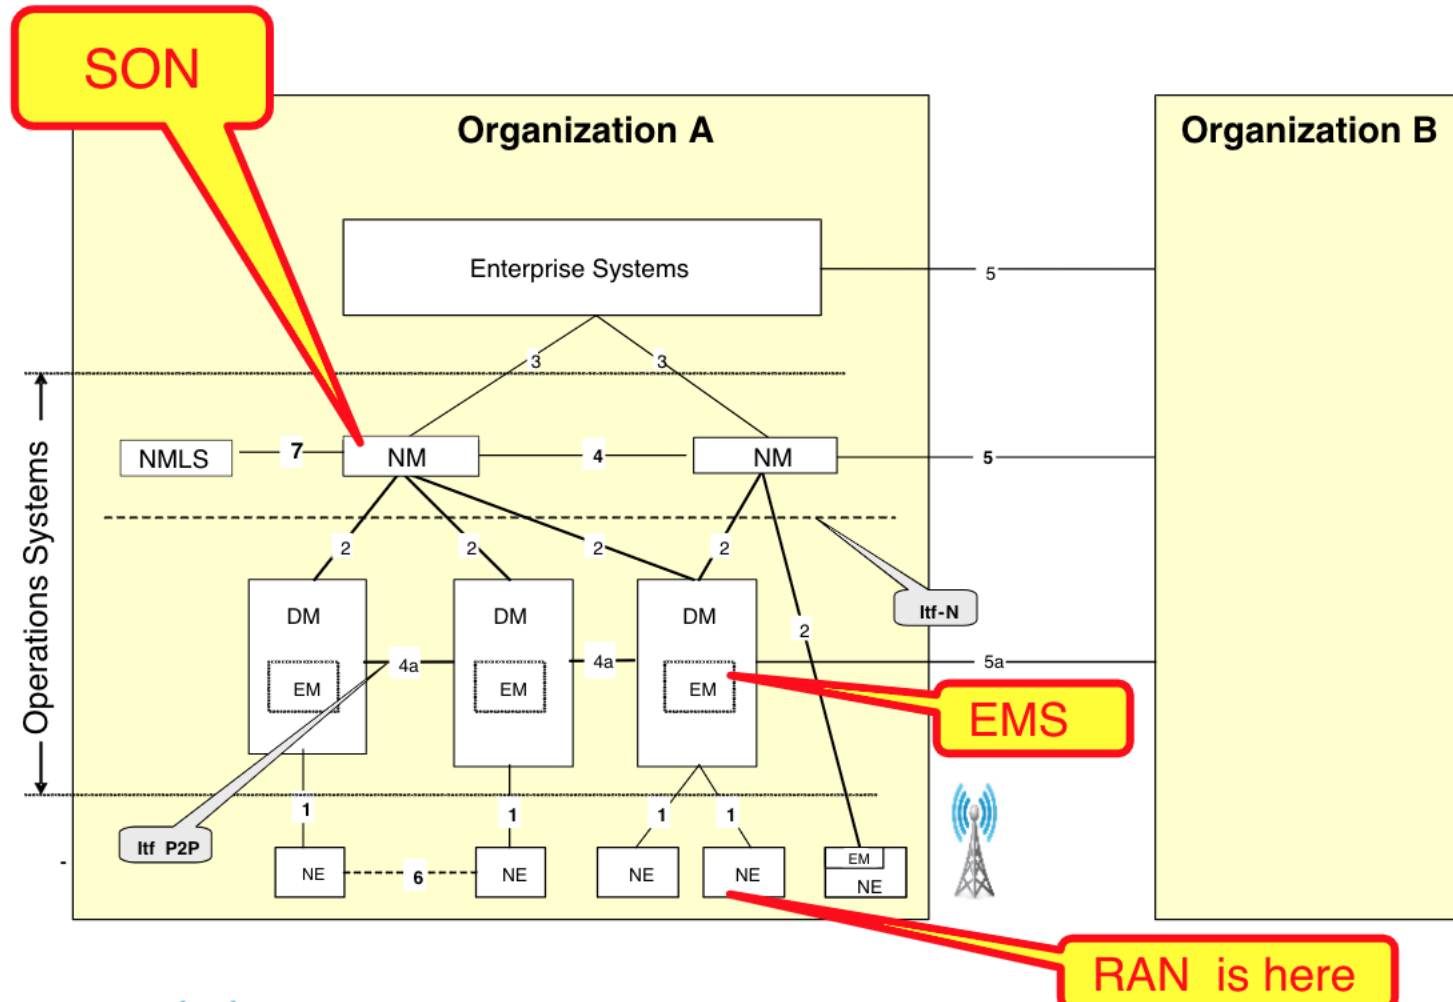 SON
Organization A
Organization B
Enterprise Systems
5
3
3
Operations Systems
NMLS
7
NM
4
NM
5
2
2
2
2
Itf-N
DM
DM
DM
2
4a
4a
5a
EM
EM
EM
EMS
1
1
1
1
Itf P2P
-
NE
6
NE
NE
NE
EM
NE
RAN is here